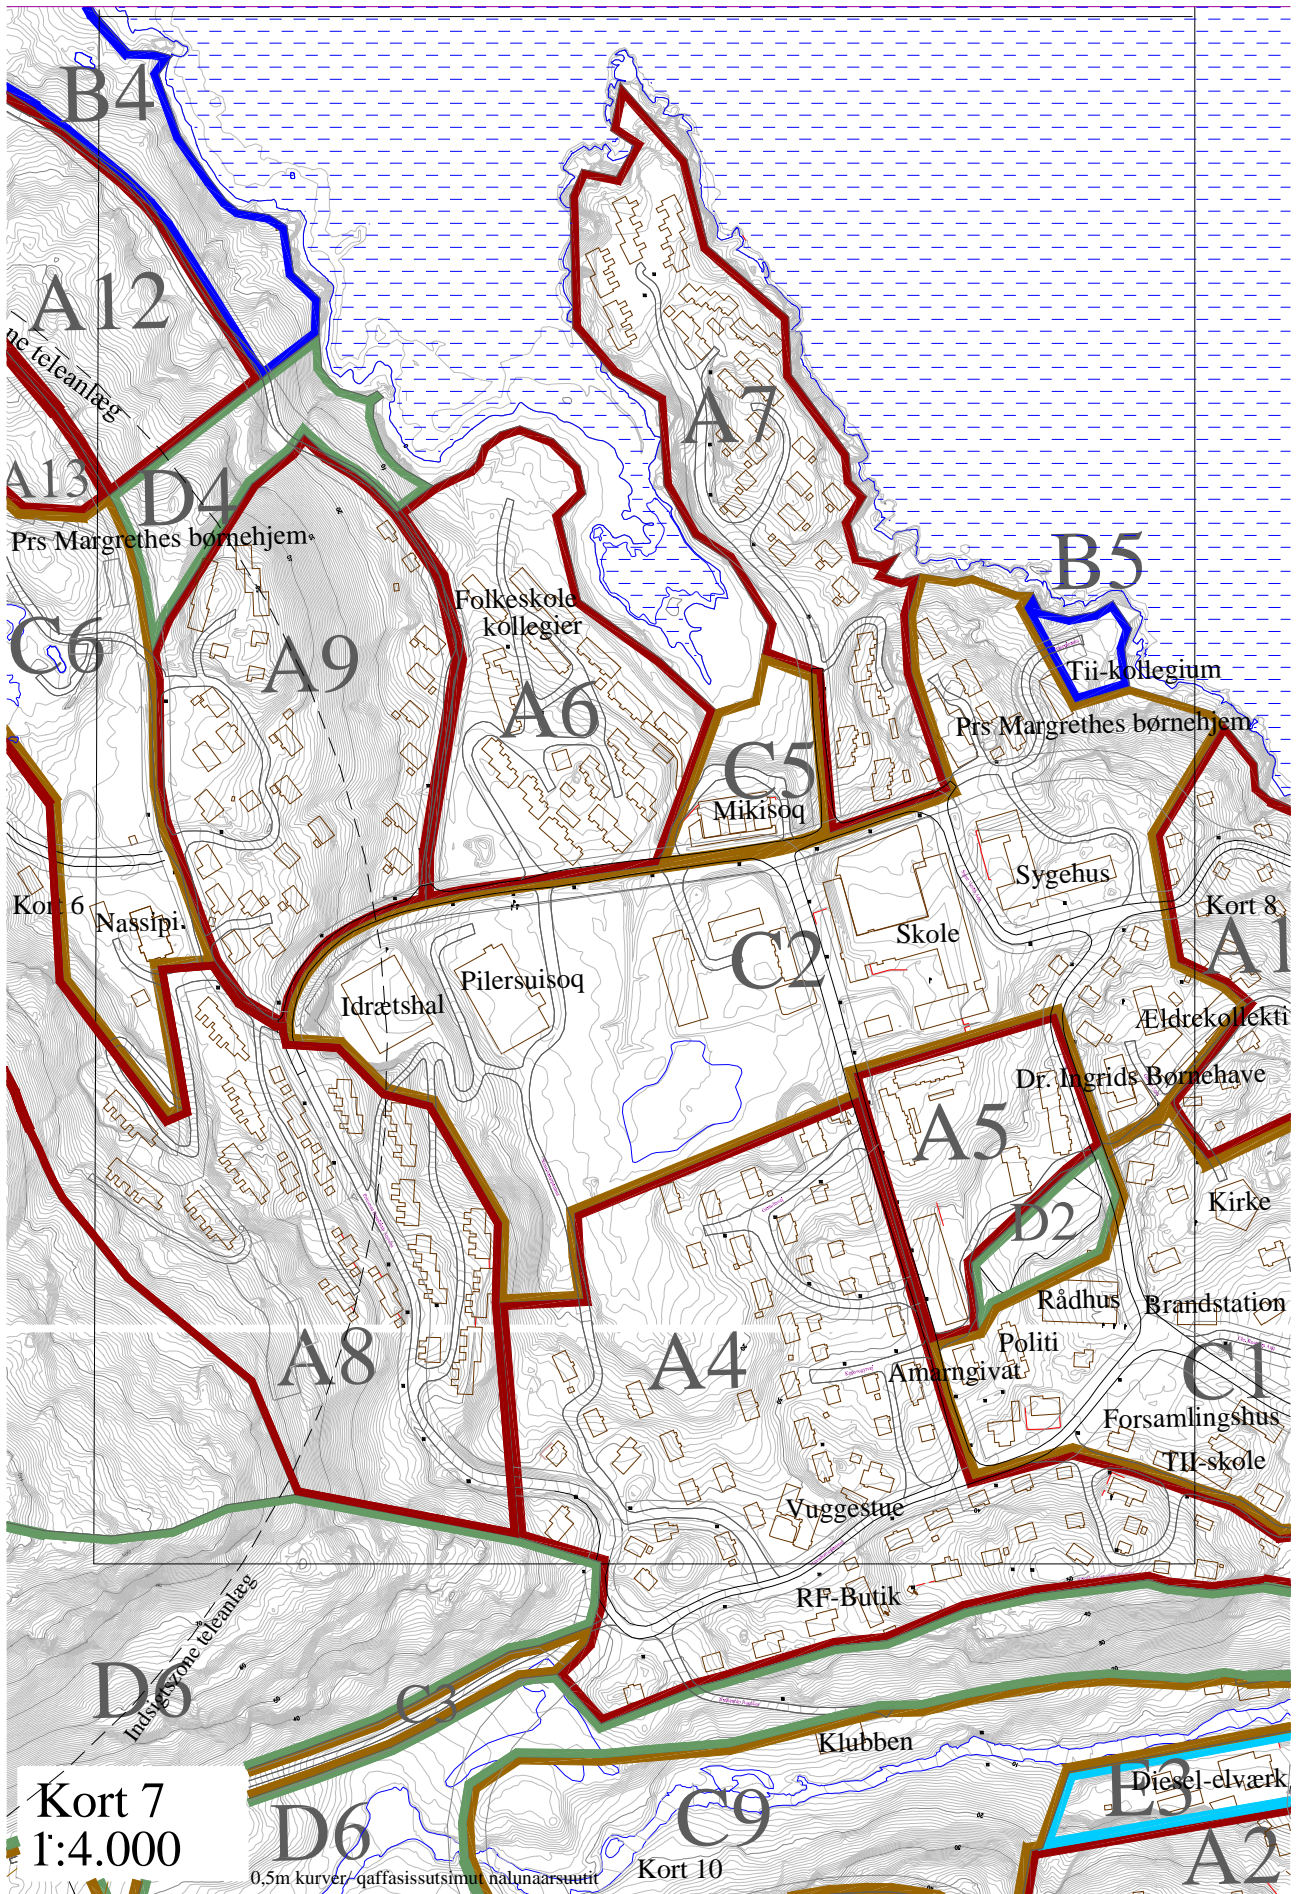 B4
A12
ne teleanlæg
A7
A13
D4
Prs Margrethes børnehjem
B5
Folkeskole
kollegier
C6
A9
Tii-kollegium
A6
Prs Margrethes børnehjem
C5
Mikisoq
Sygehus
Kort 6
Nassipi
Kort 8
Skole
A1
C2
Pilersuisoq
Idrætshal
Ældrekollekti
Dr. Ingrids Børnehave
A5
Kirke
D2
Rådhus
Brandstation
Politi
A8
A4
Amarngivat
C1
Forsamlingshus
TII-skole
Vuggestue
RF-Butik
Indsigtszone teleanlæg
D6
C3
Klubben
Diesel-elværk
E3
Kort 7
1:4.000
D6
C9
A2
Kort 10
0,5m kurver/ qaffasissutsimut nalunaarsuutit